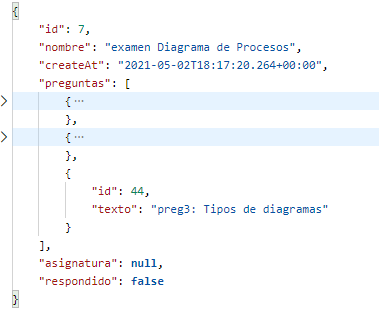 {
"id": 7,
"nombre": "examen Diagrama de Procesos",
"createAt": "2021-05-02T18:17:20.264+00:00",
"preguntas": [
{ ···
},
{ ···
},
{
"id": 44,
"texto": "preg3: Tipos de diagramas"
}
],
"asignatura": null,
"respondido": false
}